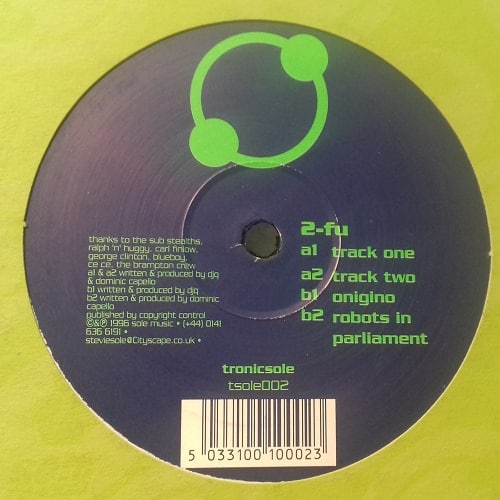 2-fu
a1 track one
a2 track two
b1 onigino
b2 robots in
parliament
thanks to the sub stealths,
ralph 'n' huggy, carl finlow,
george clinton, blueboy,
ce ce, the brampton crew
a1 & a2 written & produced by djq
& dominic capello
b1 written & produced by djq
b2 written & produced by dominic
capello
published by copyright control
©&℗ 1996 sole music • (++44) 0141
636 6191 •
steviesole@Cityscape.co.uk •
tronicsole
tsole002
5 033100 100023